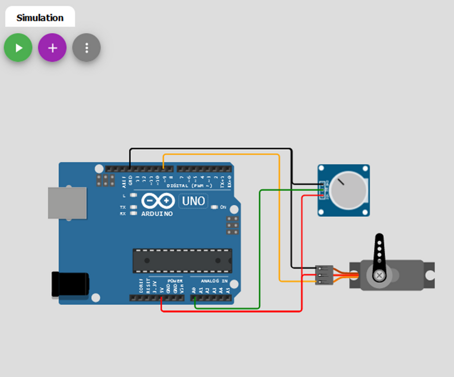 Simulation
AREF
GND
13
12
~11
~10
~9
8
7
~6
~5
4
~3
2
TX→1
RX←0
DIGITAL (PWM ~)
L
UNO
TX
RX
ON
ARDUINO
IOREF
RESET
3.3V
5V
GND
GND
Vin
POWER
ANALOG IN
A0
A1
A2
A3
A4
A5